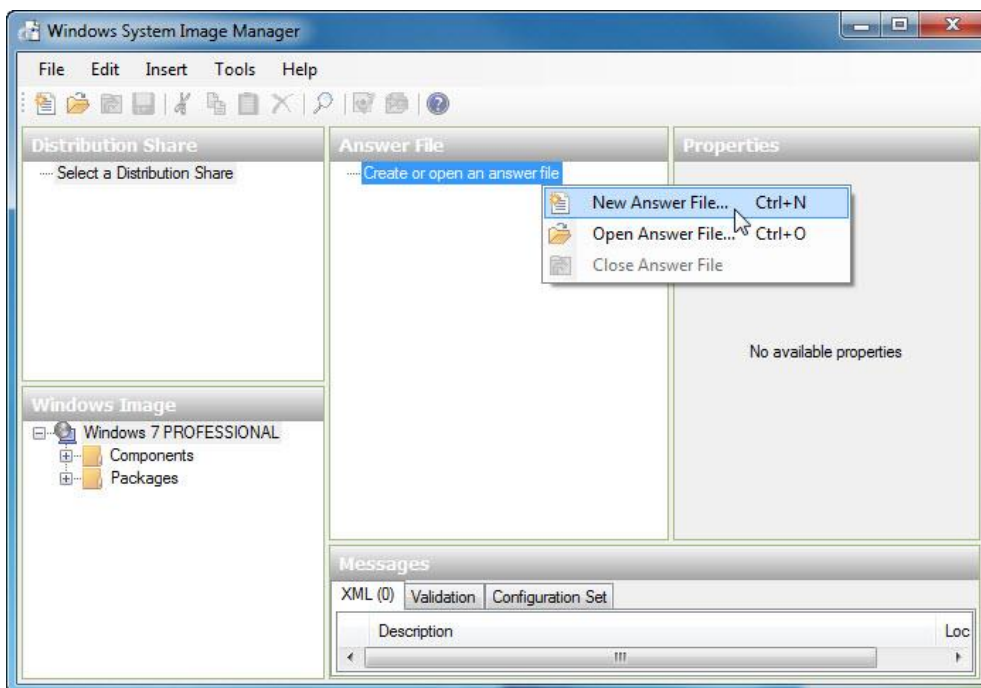 Windows System Image Manager
File Edit Insert Tools Help
Distribution Share
Select a Distribution Share
Answer File
Create or open an answer file
New Answer File... Ctrl+N
Open Answer File... Ctrl+O
Close Answer File
Properties
No available properties
Windows Image
Windows 7 PROFESSIONAL
Components
Packages
Messages
XML (0) Validation Configuration Set
Description Loc